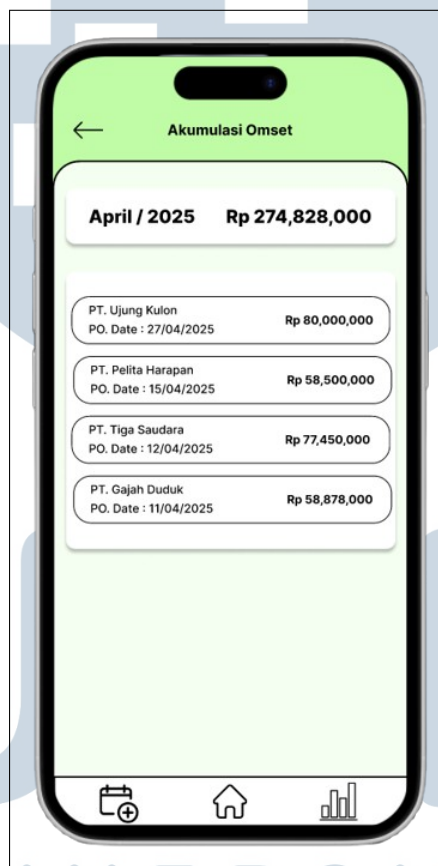 Akumulasi Omset
April / 2025 Rp 274,828,000
PT. Ujung Kulon
PO. Date : 27/04/2025 Rp 80,000,000
PT. Pelita Harapan
PO. Date : 15/04/2025 Rp 58,500,000
PT. Tiga Saudara
PO. Date : 12/04/2025 Rp 77,450,000
PT. Gajah Duduk
PO. Date : 11/04/2025 Rp 58,878,000